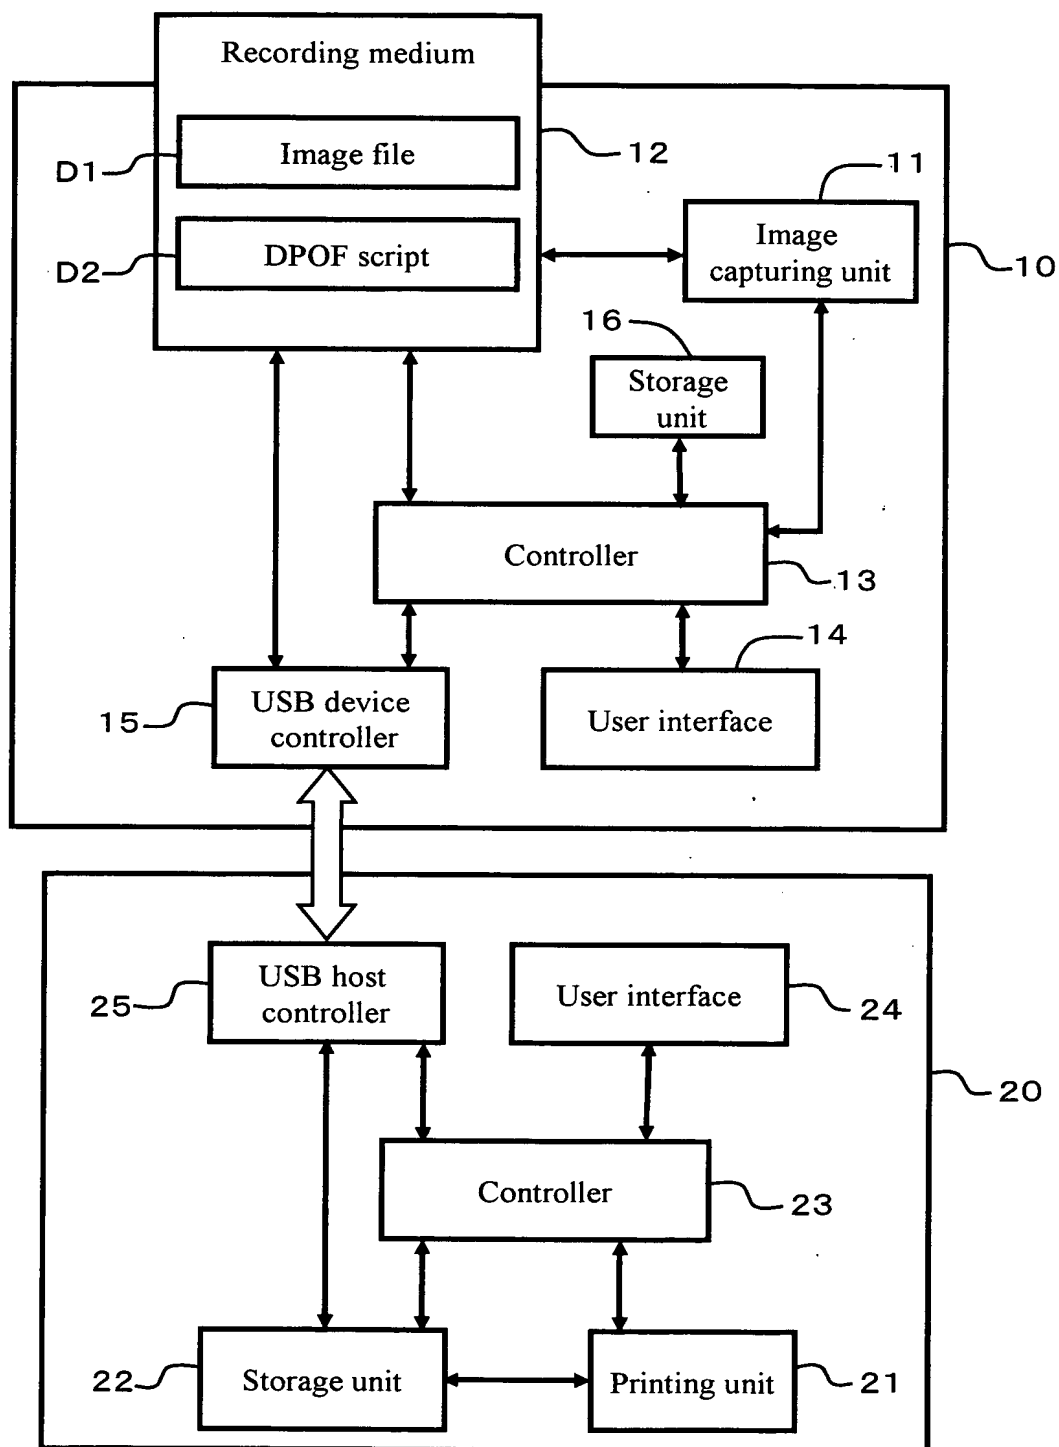 Recording medium
Image file
D1
12
11
DPOF script
D2
Image
capturing unit
10
16
Storage
unit
Controller
13
14
USB device
controller
15
User interface
USB host
controller
25
User interface
24
20
Controller
23
22
Storage unit
Printing unit
21